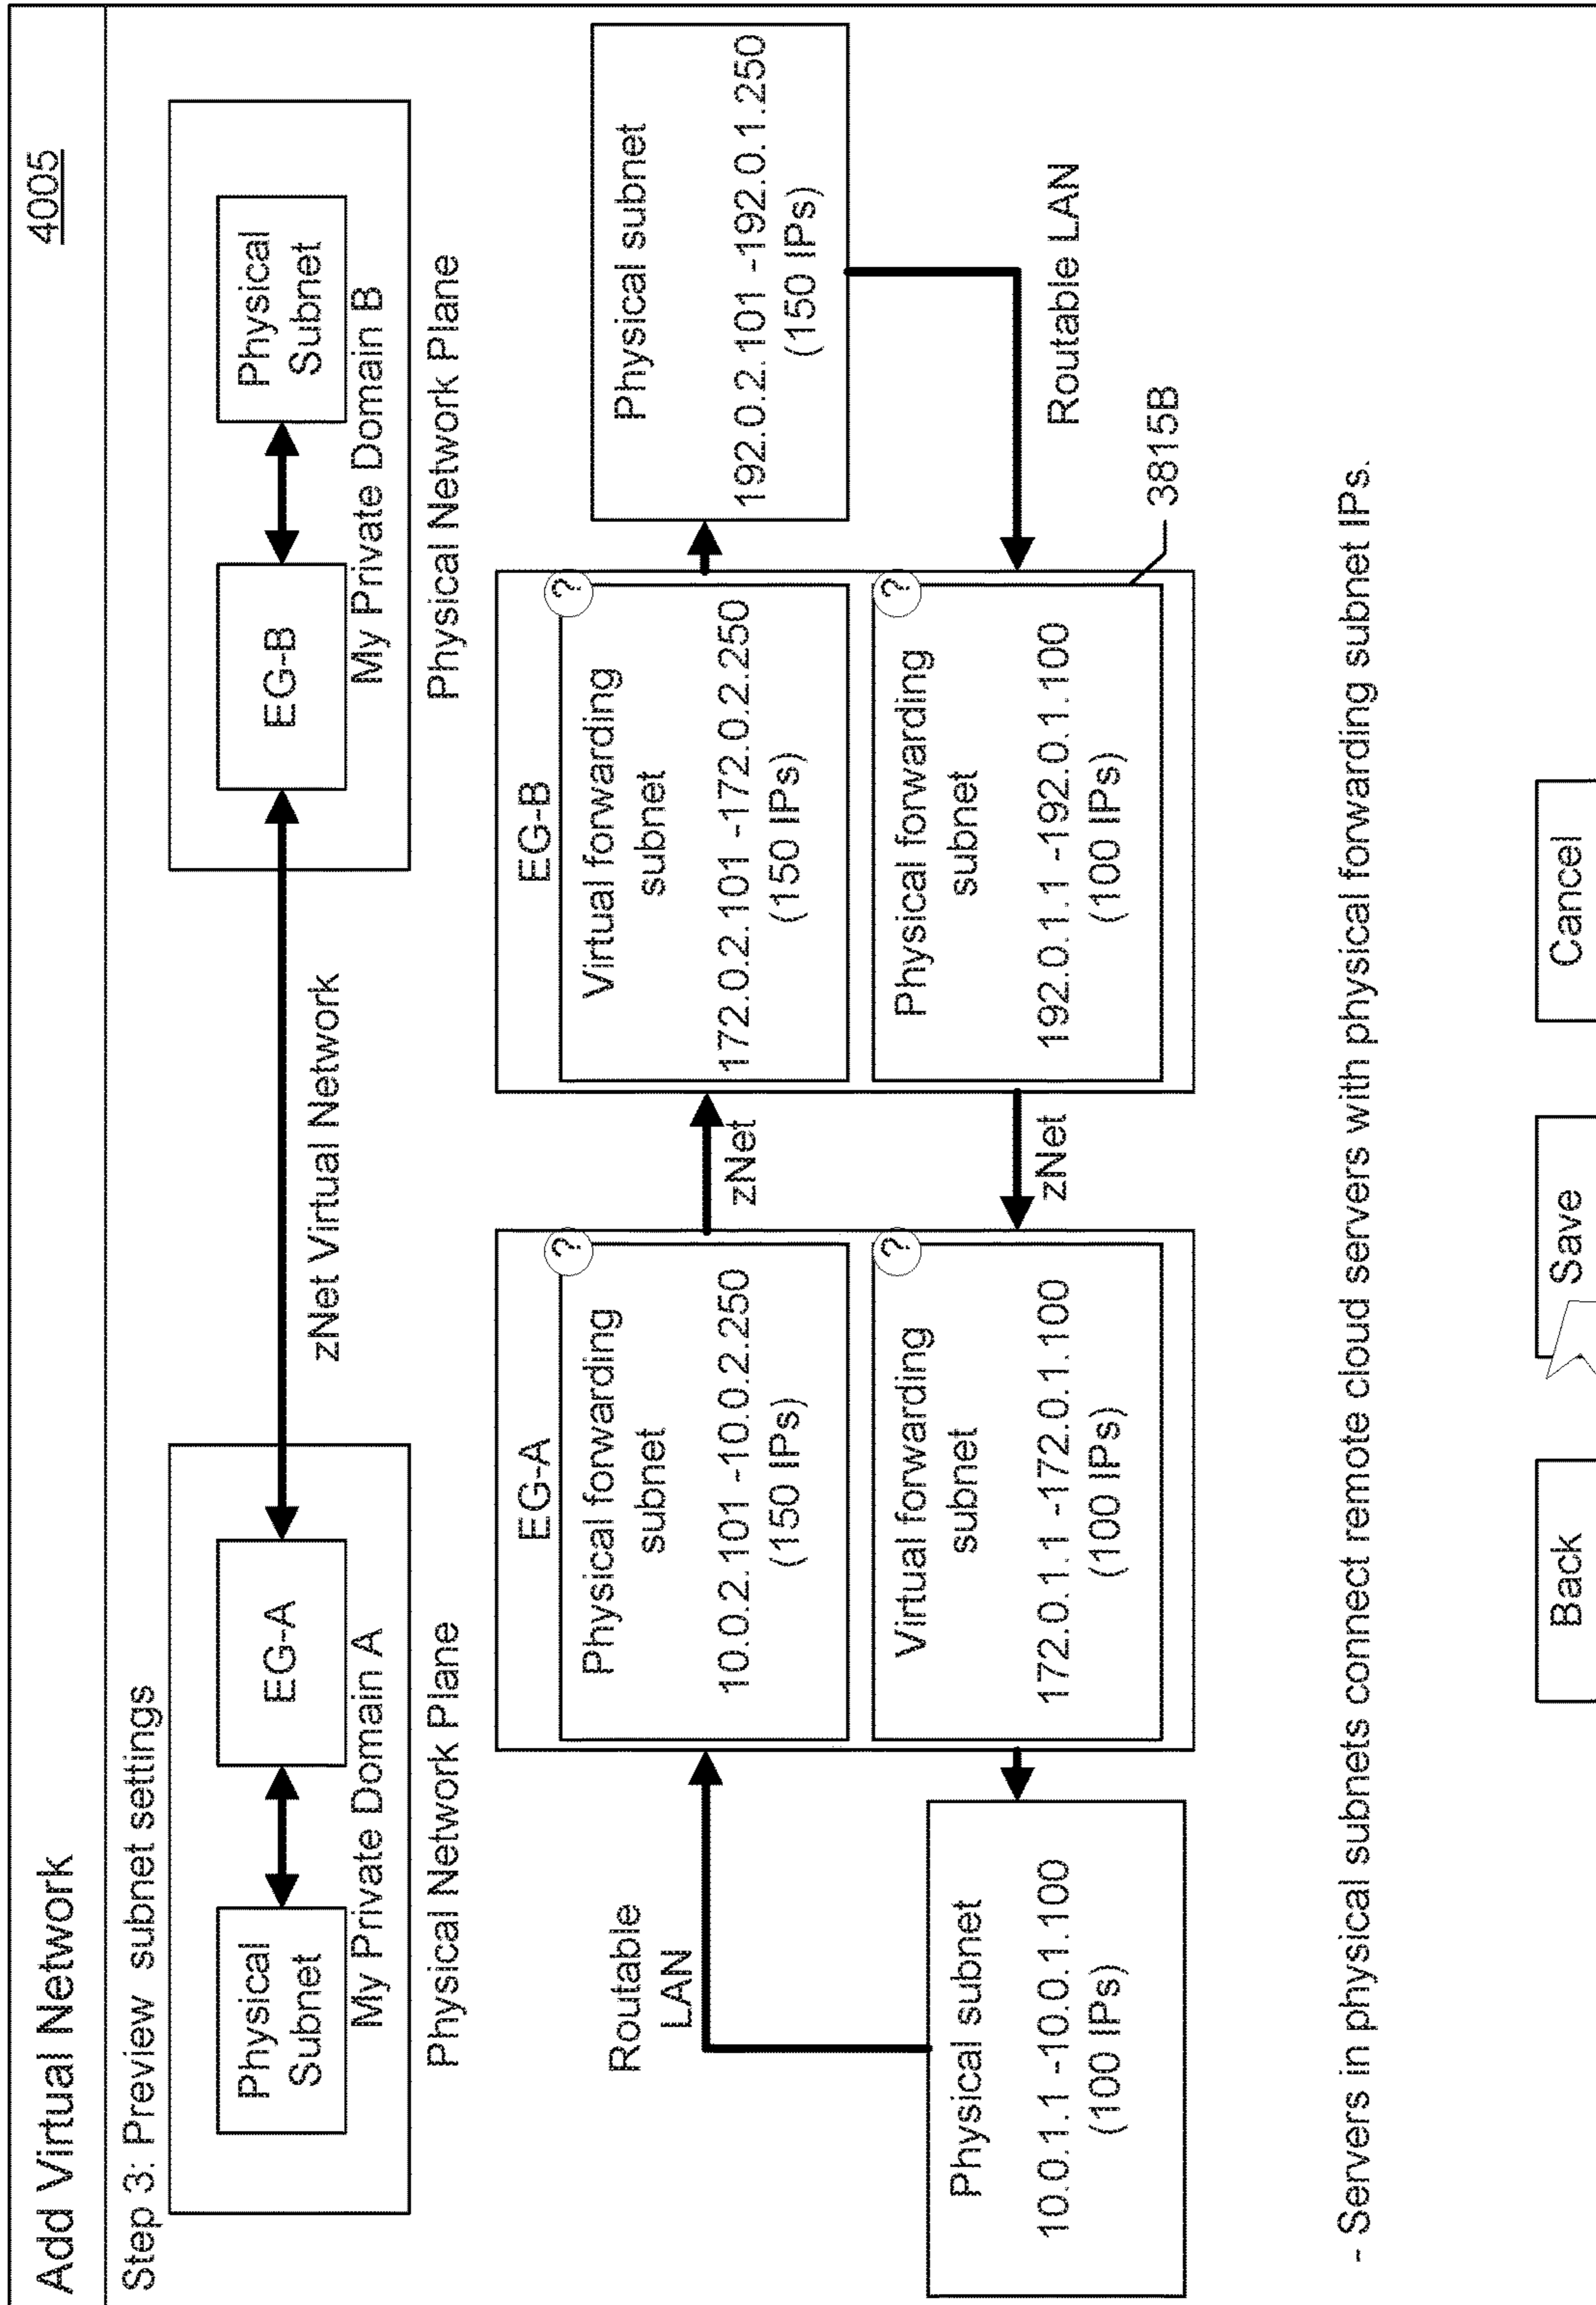 Add Virtual Network
4005
Step 3: Preview subnet settings
Physical
Subnet
EG-A
My Private Domain A
Physical Network Plane
zNet Virtual Network
EG-B
Physical
Subnet
My Private Domain B
Physical Network Plane
Routable
LAN
Physical subnet
10.0.1.1 -10.0.1.100
(100 IPs)
EG-A
?
Physical forwarding
subnet
10.0.2.101 -10.0.2.250
(150 IPs)
?
Virtual forwarding
subnet
172.0.1.1 -172.0.1.100
(100 IPs)
zNet
zNet
EG-B
?
Virtual forwarding
subnet
172.0.2.101 -172.0.2.250
(150 IPs)
?
Physical forwarding
subnet
192.0.1.1 -192.0.1.100
(100 IPs)
Physical subnet
192.0.2.101 -192.0.1.250
(150 IPs)
Routable LAN
3815B
- Servers in physical subnets connect remote cloud servers with physical forwarding subnet IPs.
Back
Save
Cancel